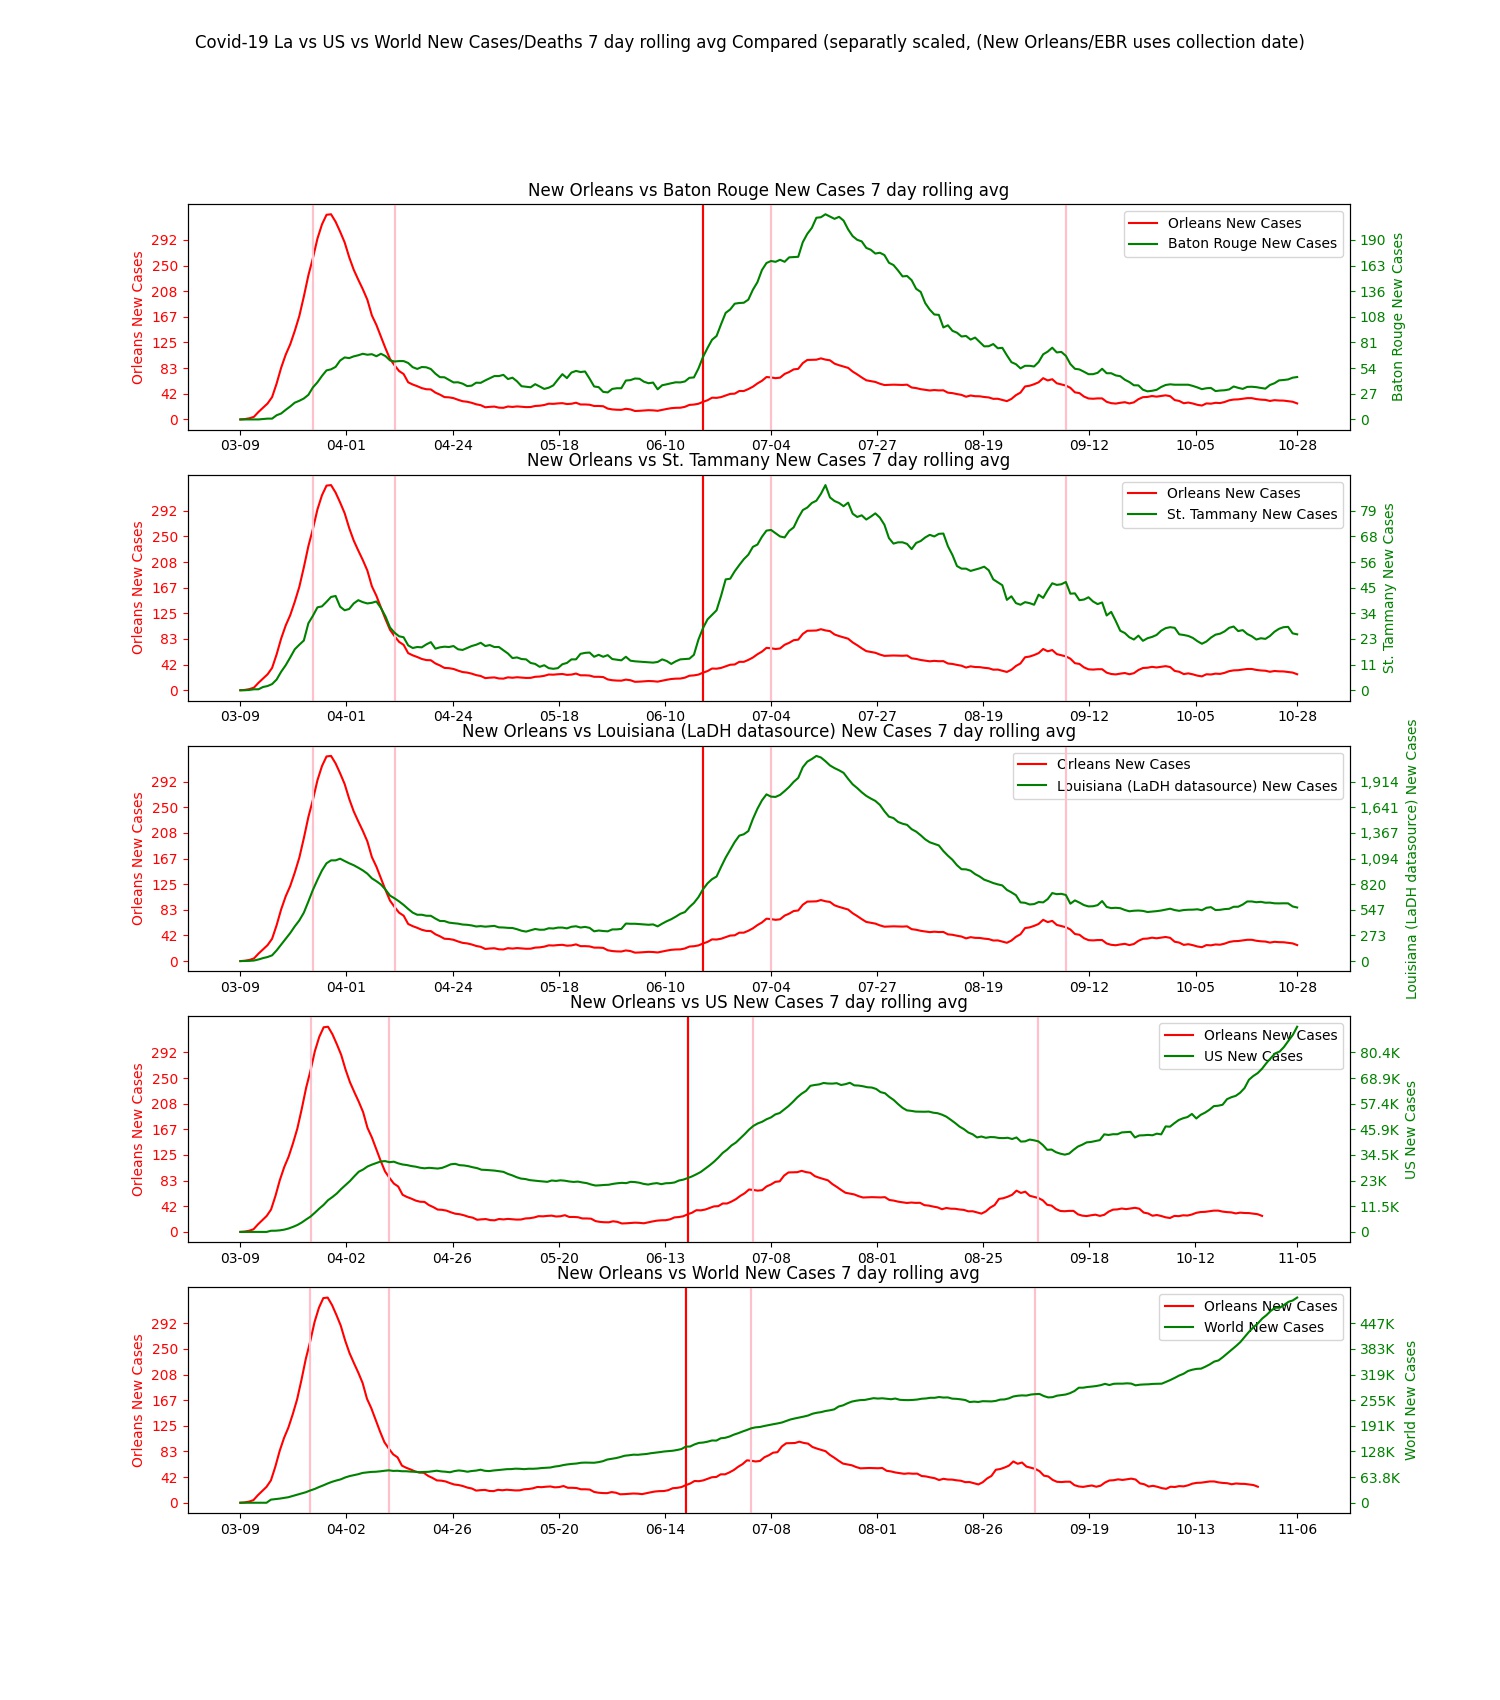 Covid-19 La vs US vs World New Cases/Deaths 7 day rolling avg Compared (separatly scaled, (New Orleans/EBR uses collection date)
New Orleans vs Baton Rouge New Cases 7 day rolling avg
Orleans New Cases
292
250
208
167
125
83
42
0
Orleans New Cases
Baton Rouge New Cases
190
163
136
108
81
54
27
0
Baton Rouge New Cases
03-09 04-01 04-24 05-18 06-10 07-04 07-27 08-19 09-12 10-05 10-28
New Orleans vs St. Tammany New Cases 7 day rolling avg
Orleans New Cases
292
250
208
167
125
83
42
0
Orleans New Cases
St. Tammany New Cases
79
68
56
45
34
23
11
0
St. Tammany New Cases
03-09 04-01 04-24 05-18 06-10 07-04 07-27 08-19 09-12 10-05 10-28
New Orleans vs Louisiana (LaDH datasource) New Cases 7 day rolling avg
Orleans New Cases
292
250
208
167
125
83
42
0
Orleans New Cases
Louisiana (LaDH datasource) New Cases
1,914
1,641
1,367
1,094
820
547
273
0
Louisiana (LaDH datasource) New Cases
03-09 04-01 04-24 05-18 06-10 07-04 07-27 08-19 09-12 10-05 10-28
New Orleans vs US New Cases 7 day rolling avg
Orleans New Cases
292
250
208
167
125
83
42
0
Orleans New Cases
US New Cases
80.4K
68.9K
57.4K
45.9K
34.5K
23K
11.5K
0
US New Cases
03-09 04-02 04-26 05-20 06-13 07-08 08-01 08-25 09-18 10-12 11-05
New Orleans vs World New Cases 7 day rolling avg
Orleans New Cases
292
250
208
167
125
83
42
0
Orleans New Cases
World New Cases
447K
383K
319K
255K
191K
128K
63.8K
0
World New Cases
03-09 04-02 04-26 05-20 06-14 07-08 08-01 08-26 09-19 10-13 11-06